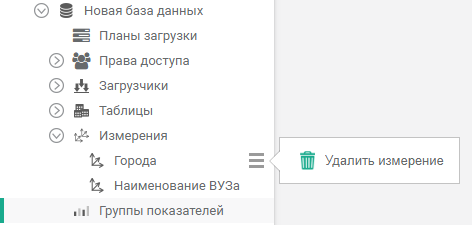 Новая база данных
Планы загрузки
Права доступа
Загрузчики
Таблицы
Измерения
Города
Удалить измерение
Наименование ВУЗа
Группы показателей